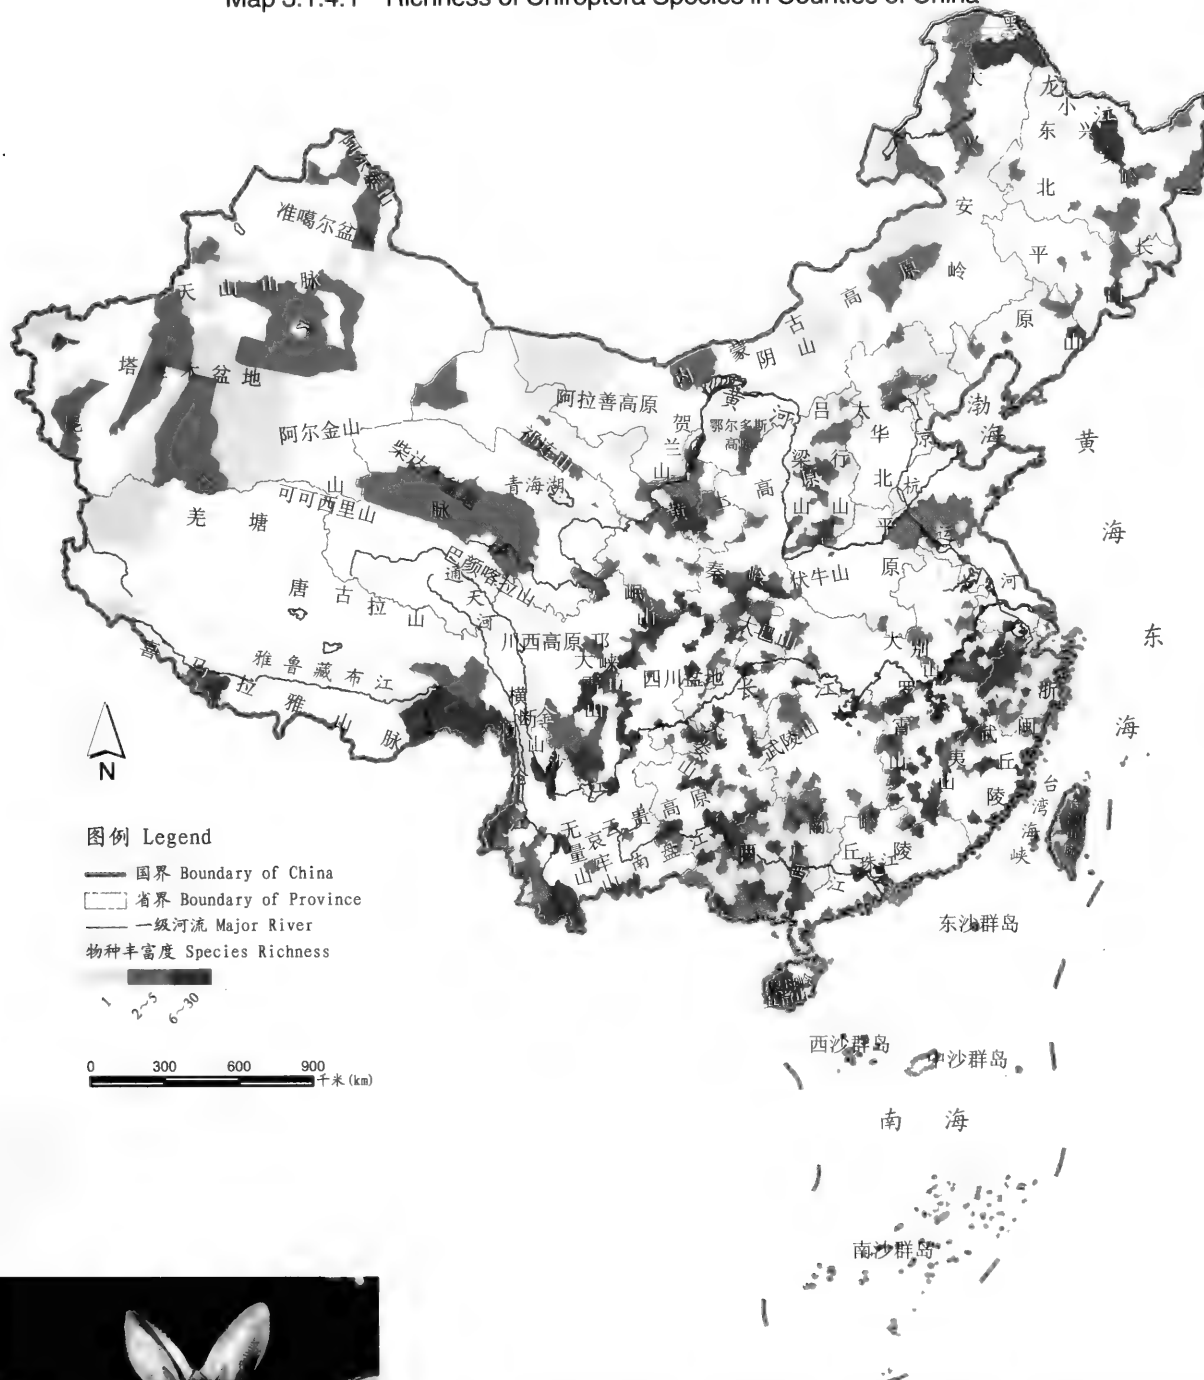 Map 3.1.4.1 Richness of Chiroptera Species in Counties of China
黑
龙
江
大
兴
安
岭
小
兴
岭
东
北
平
原
长
山
阿尔泰山
准噶尔盆
天山山脉
塔 木盆地
阿尔金山
阿拉善高原
蒙
古
高
原
阴
山
贺
兰
山
黄
河
鄂尔多斯
高
吕
梁
山
太
行
山
华
北
平
原
京
杭
运
河
渤
海
黄
海
祁连山
柴达木盆地
青海湖
可可西里山
山
脉
羌塘
巴颜喀拉山
通
天
河
唐古拉山
秦岭
伏牛山
岷
山
大巴山
川西高原
邛
大
峡
山
四川盆地
长江
大
别
山
喜马拉雅山脉
雅鲁藏布江
横
断
山
金
江
武陵山
罗
霄
山
武
夷
山
浙
闽
丘
陵
东
海
台
湾
海
峡
无
量
山
哀
牢
山
云贵高原
南盘江
南
岭
两
丘
陵
西江
珠江
东沙群岛
西沙群岛
中沙群岛
南海
南沙群岛
N
图例 Legend
国界 Boundary of China
省界 Boundary of Province
一级河流 Major River
物种丰富度 Species Richness
1 2~5 6~30
0 300 600 900
千米(km)